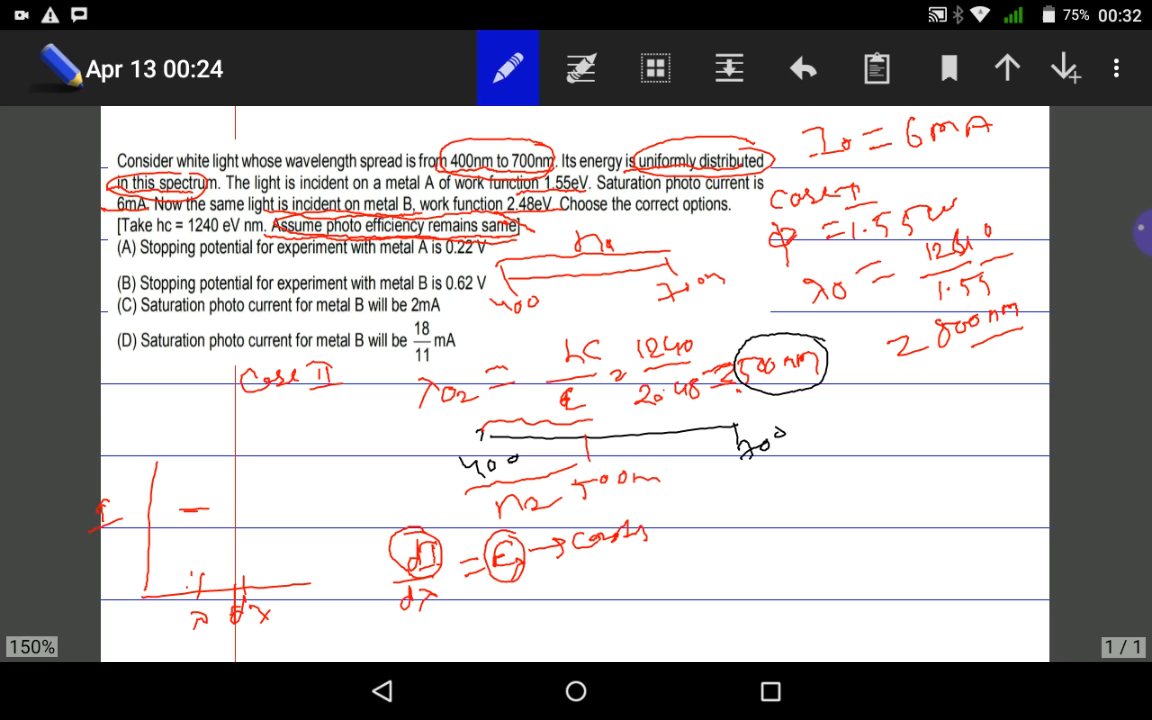 75% 00:32
Apr 13 00:24
I0 = 6mA
Consider white light whose wavelength spread is from 400nm to 700nm. Its energy is uniformly distributed
in this spectrum. The light is incident on a metal A of work function 1.55eV. Saturation photo current is
6mA. Now the same light is incident on metal B, work function 2.48eV. Choose the correct options.
[Take hc = 1240 eV nm. Assume photo efficiency remains same]
(A) Stopping potential for experiment with metal A is 0.22 V
(B) Stopping potential for experiment with metal B is 0.62 V
(C) Saturation photo current for metal B will be 2mA
(D) Saturation photo current for metal B will be 18/11 mA
Case I
φ = 1.55
λ0 = 1240/1.55
= 800nm
400 700nm
Case II
λ02 = hc/ = 1240/2.48 = 500nm
400 700
n2 500m
I
dI/dλ = → const
λ dλ
150%
1 / 1